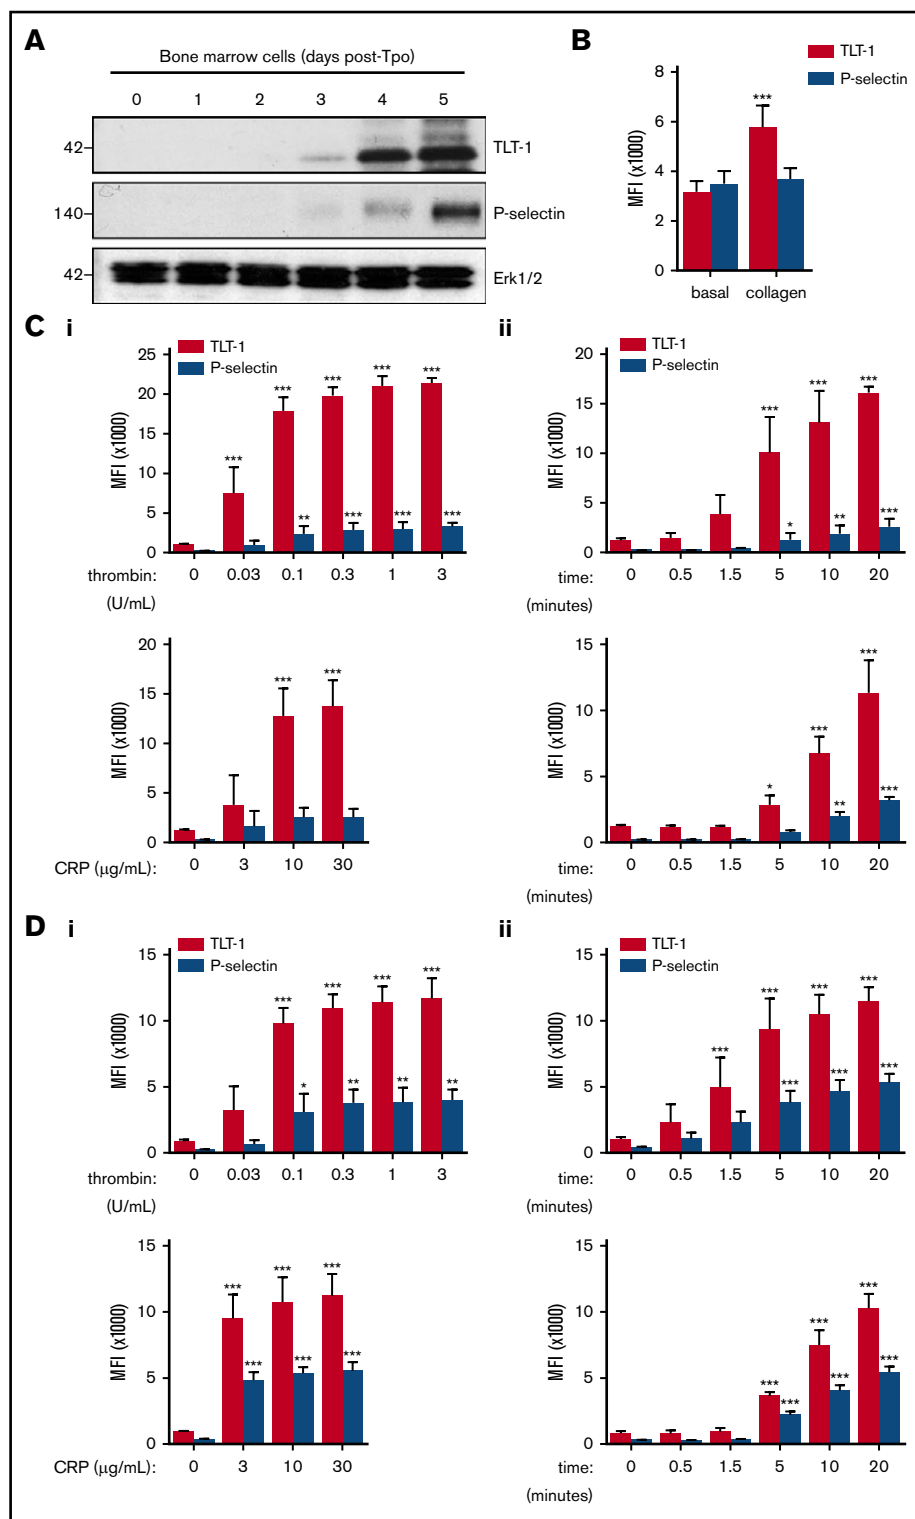 A
Bone marrow cells (days post-Tpo)
0 1 2 3 4 5
42
TLT-1
140
P-selectin
42
Erk1/2
B
TLT-1
P-selectin
MFI (x1000)
8
6
4
2
0
basal collagen
***
C i
TLT-1
P-selectin
MFI (x1000)
25
20
15
10
5
0
*** *** ** *** *** *** *** *** ***
thrombin: 0 0.03 0.1 0.3 1 3
(U/mL)
ii
TLT-1
P-selectin
MFI (x1000)
20
15
10
5
0
*** * *** ** *** ***
time: 0 0.5 1.5 5 10 20
(minutes)
MFI (x1000)
20
15
10
5
0
*** ***
CRP (μg/mL): 0 3 10 30
MFI (x1000)
15
10
5
0
* *** ** *** ***
time: 0 0.5 1.5 5 10 20
(minutes)
D i
TLT-1
P-selectin
MFI (x1000)
15
10
5
0
*** * *** ** *** ** *** **
thrombin: 0 0.03 0.1 0.3 1 3
(U/mL)
ii
TLT-1
P-selectin
MFI (x1000)
15
10
5
0
*** *** *** *** *** *** ***
time: 0 0.5 1.5 5 10 20
(minutes)
MFI (x1000)
15
10
5
0
*** *** *** *** *** ***
CRP (μg/mL): 0 3 10 30
MFI (x1000)
15
10
5
0
*** *** *** *** *** ***
time: 0 0.5 1.5 5 10 20
(minutes)